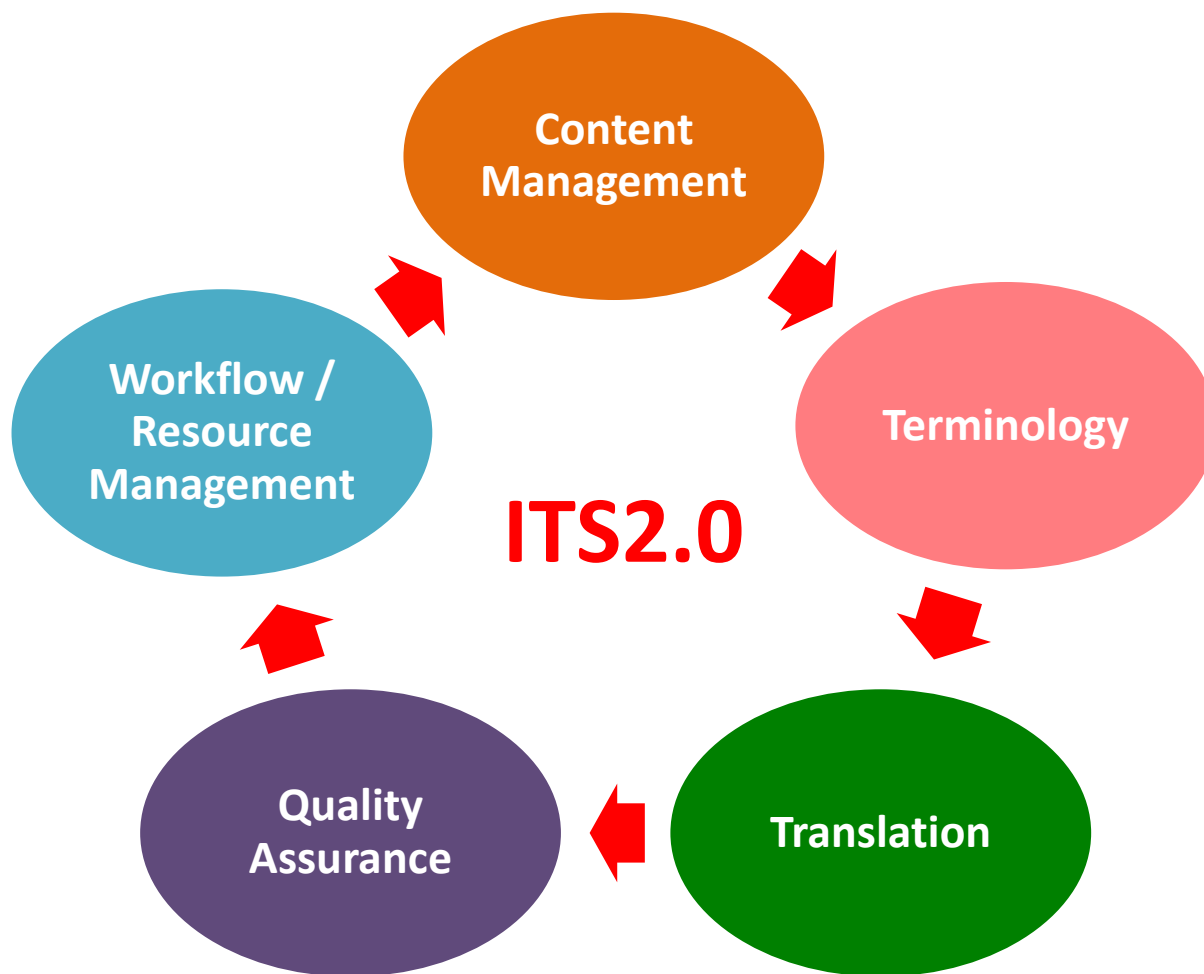 Content
Management
Terminology
Translation
Quality
Assurance
Workflow /
Resource
Management
ITS2.0